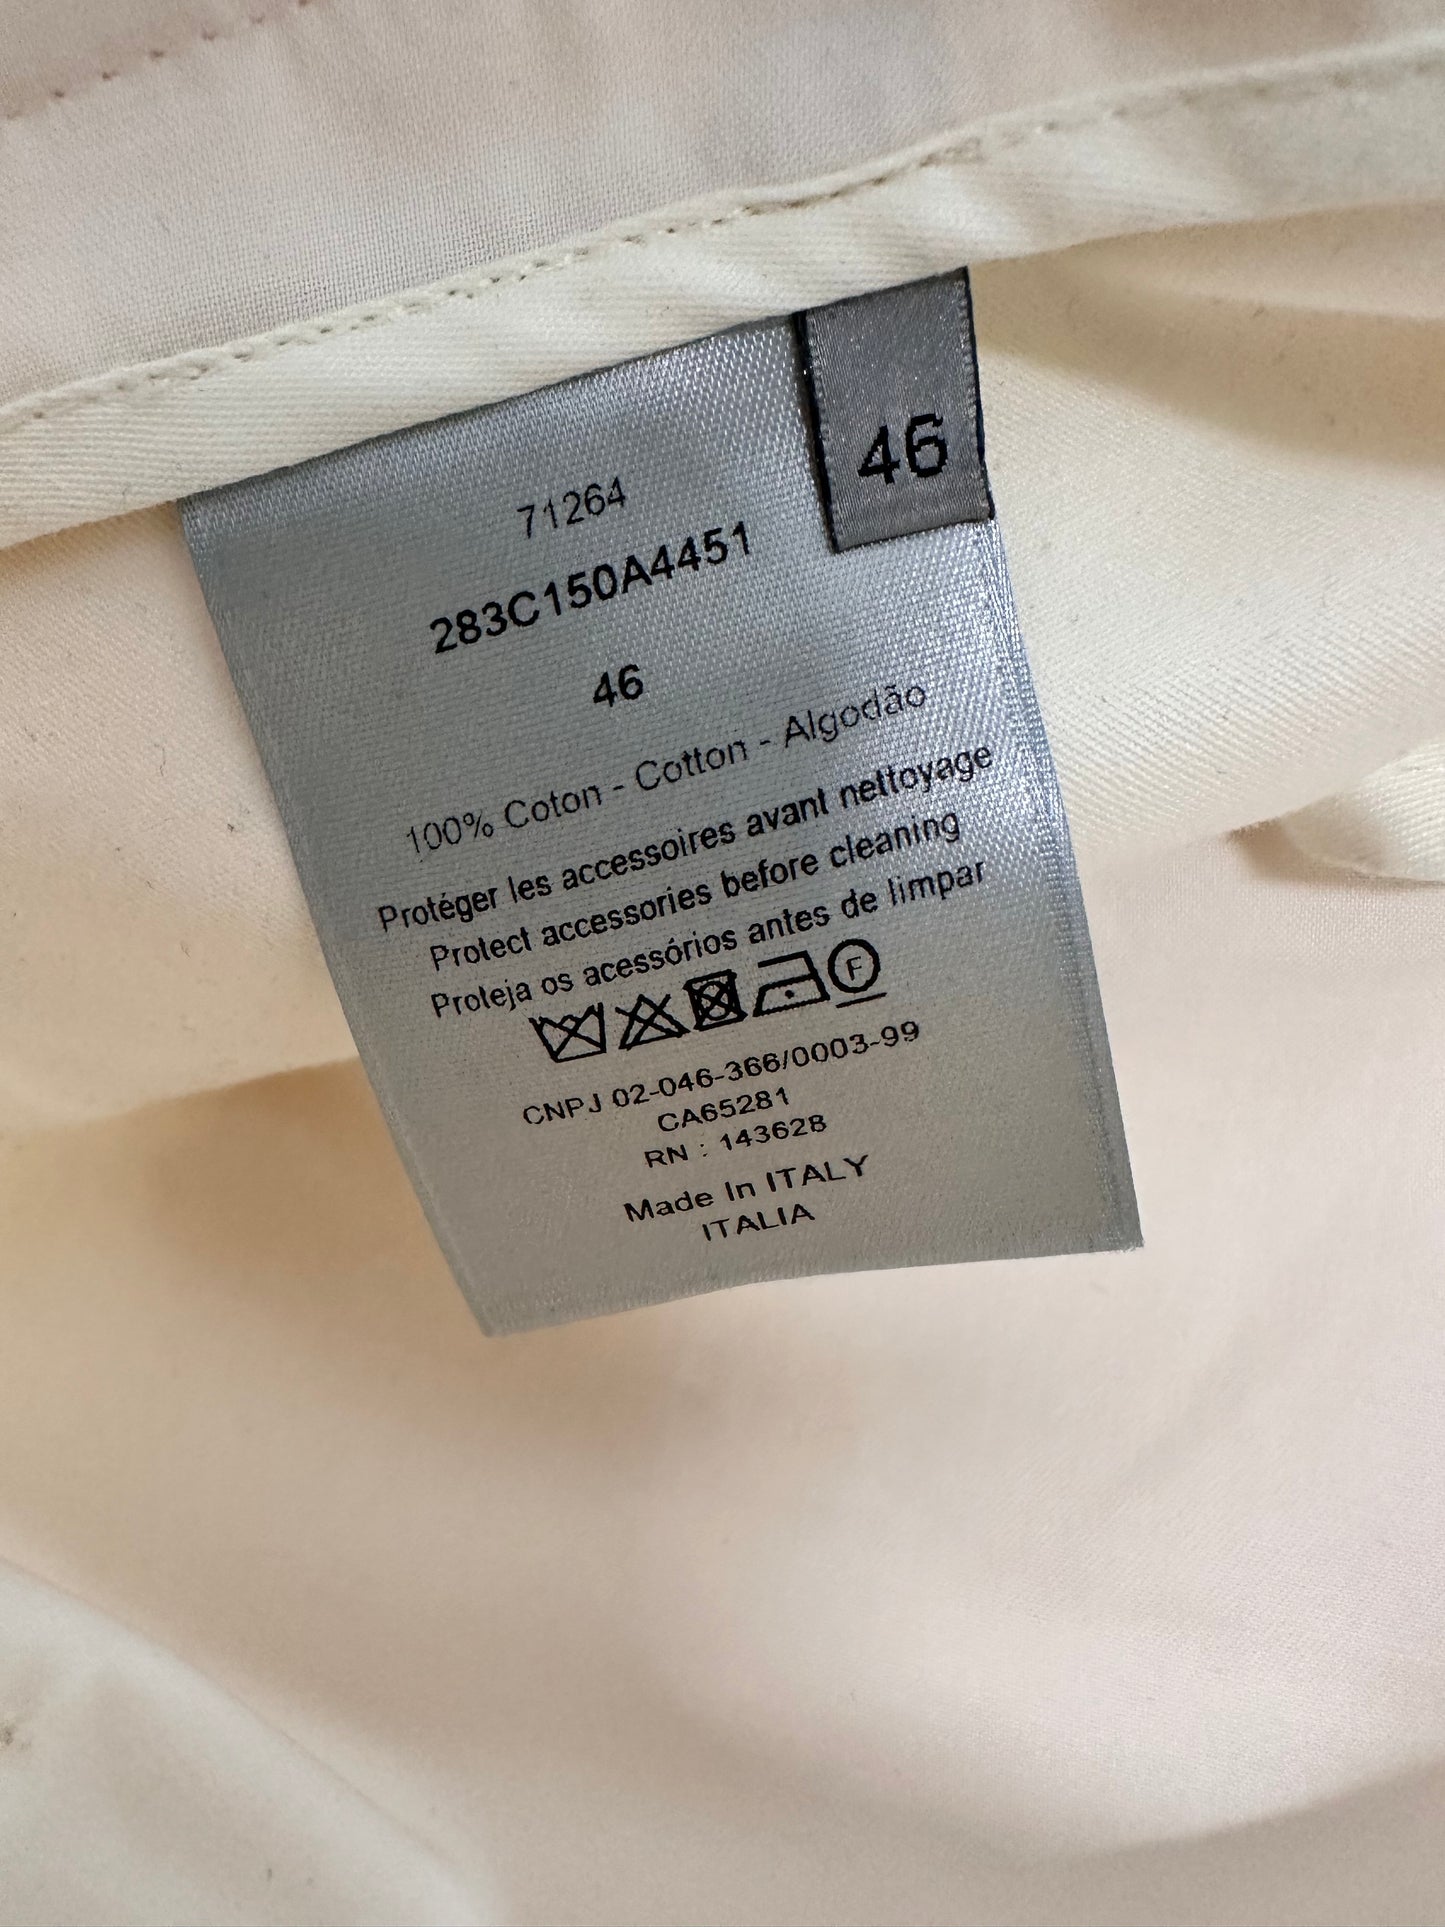 46
71264
283C150A4451
46
100% Coton - Cotton - Algodão
Protéger les accessoires avant nettoyage
Protect accessories before cleaning
Proteja os acessórios antes de limpar
F
CNPJ 02-046-366/0003-99
CA65281
RN : 143628
Made In ITALY
ITALIA